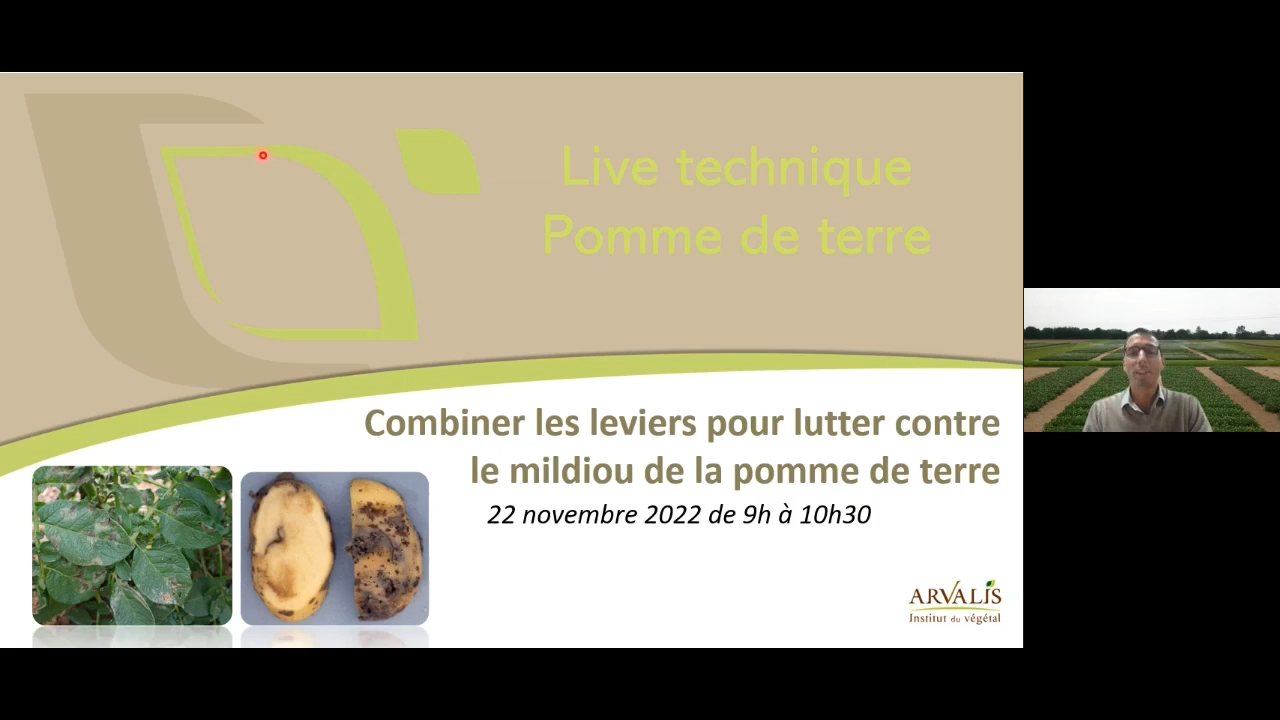 Live technique
Pomme de terre
Combiner les leviers pour lutter contre
le mildiou de la pomme de terre
22 novembre 2022 de 9h à 10h30
ARVALIS
Institut du végétal